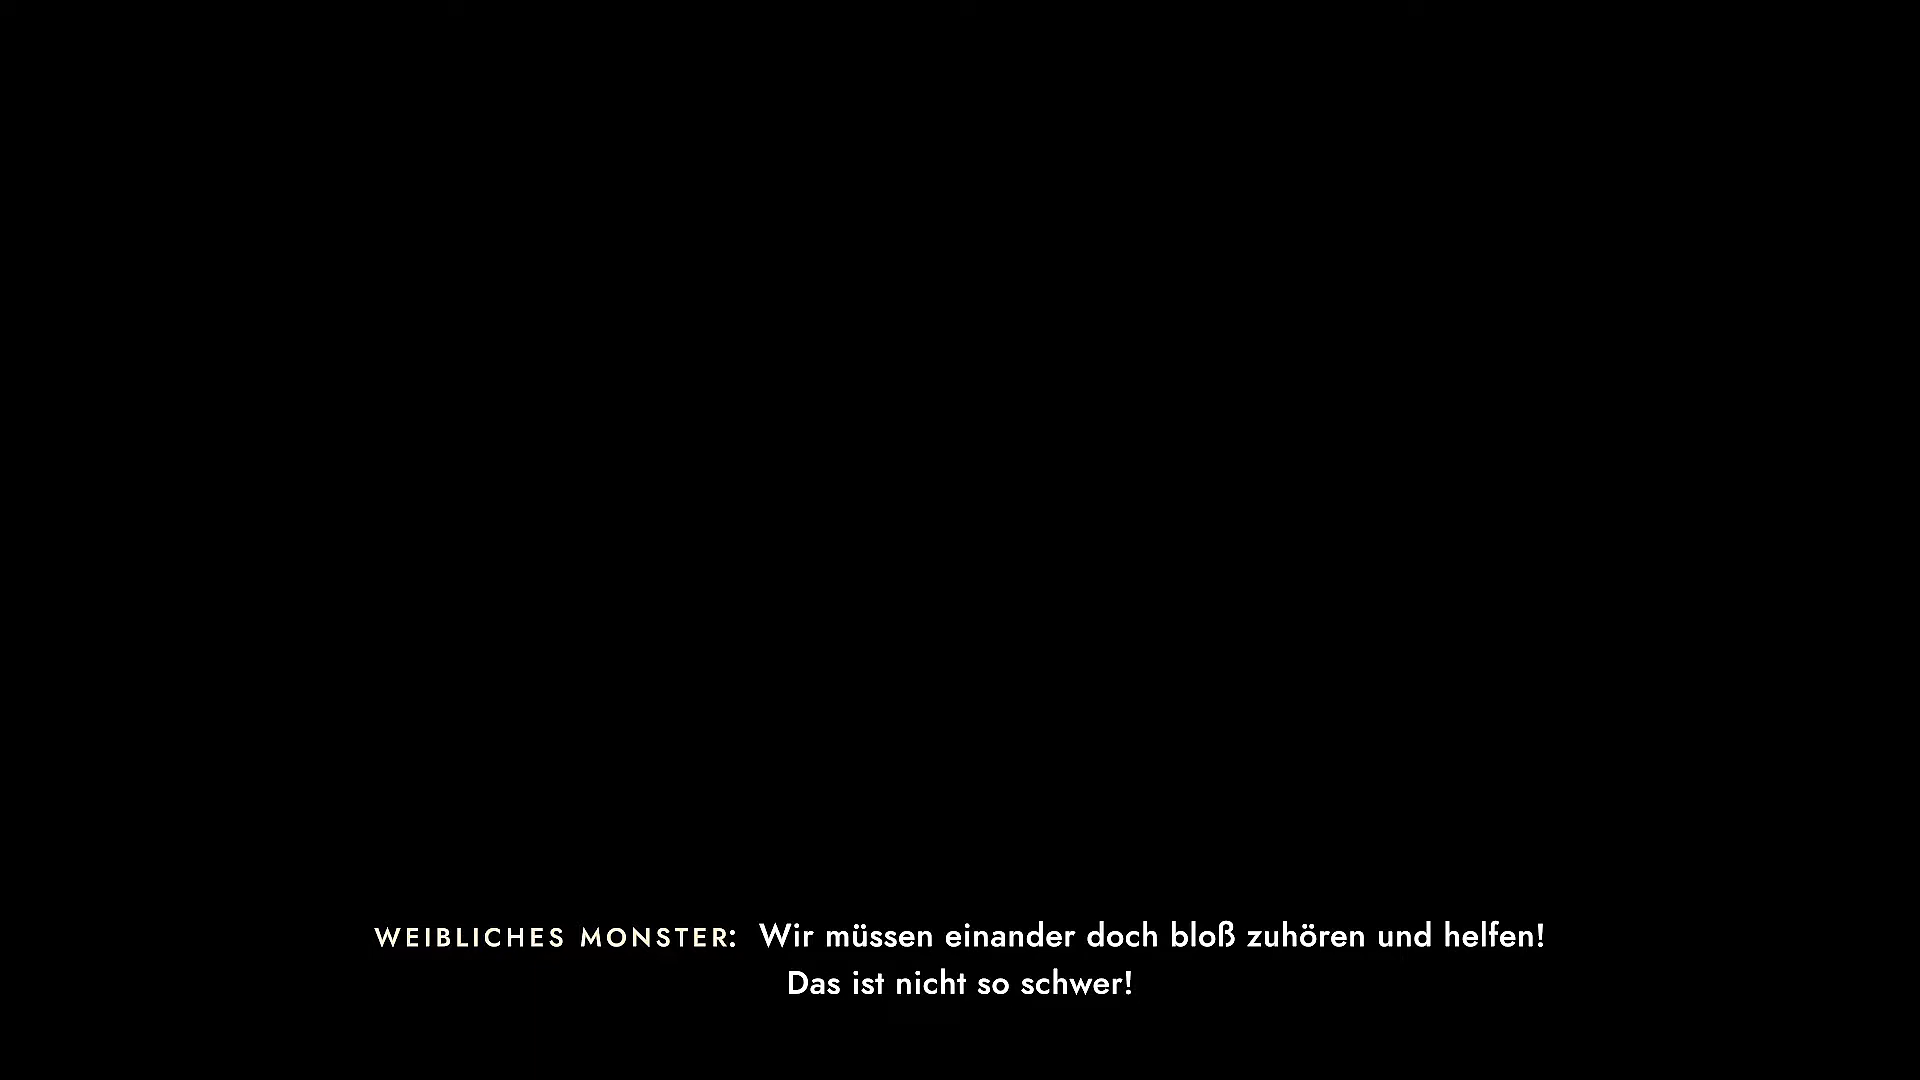 WEIBLICHES MONSTER: Wir müssen einander doch bloß zuhören und helfen!
Das ist nicht so schwer!